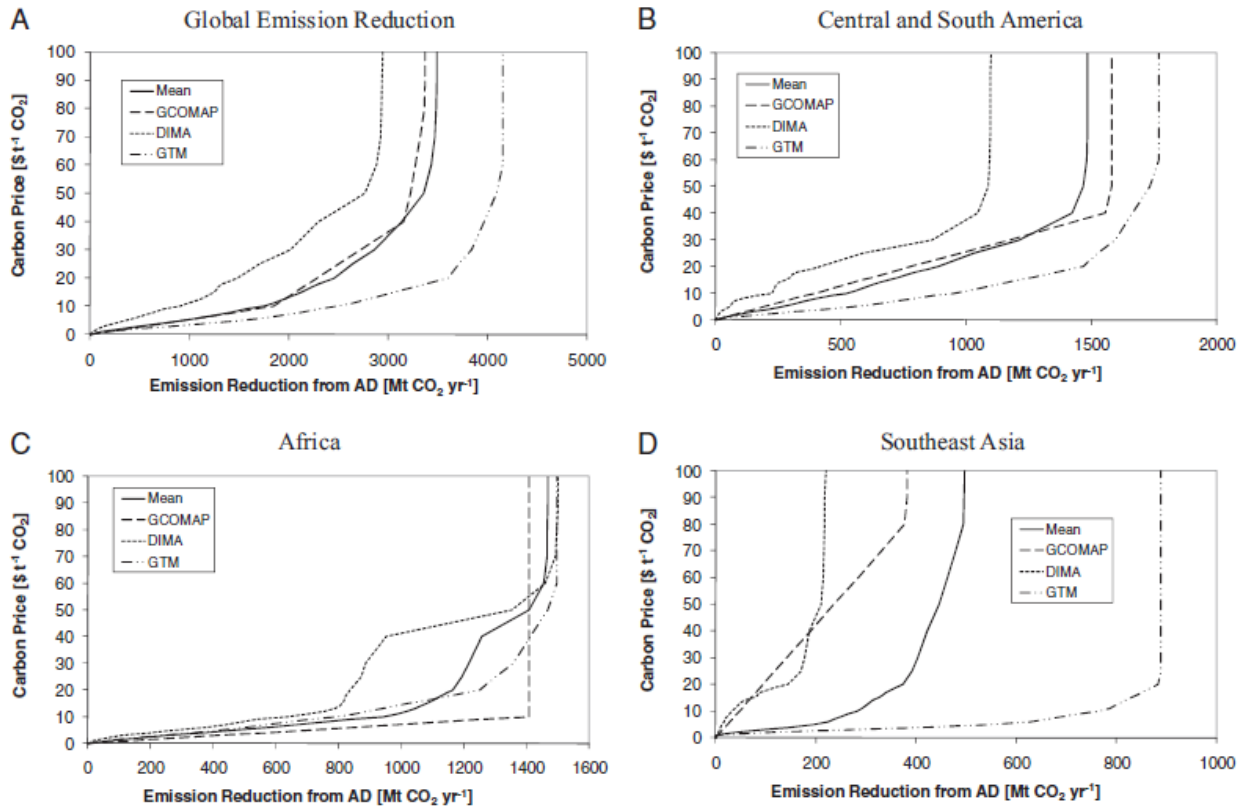 A Global Emission Reduction
Carbon Price [$ t⁻¹ CO₂]
100
90
80
70
60
50
40
30
20
10
0
Mean
GCOMAP
DIMA
GTM
0 1000 2000 3000 4000 5000
Emission Reduction from AD [Mt CO₂ yr⁻¹]
B Central and South America
Carbon Price [$ t⁻¹ CO₂]
100
90
80
70
60
50
40
30
20
10
0
Mean
GCOMAP
DIMA
GTM
500 1000 1500 2000
Emission Reduction from AD [Mt CO₂ yr⁻¹]
C Africa
Carbon Price [$ t⁻¹ CO₂]
100
90
80
70
60
50
40
30
20
10
0
Mean
GCOMAP
DIMA
GTM
0 200 400 600 800 1000 1200 1400 1600
Emission Reduction from AD [Mt CO₂ yr⁻¹]
D Southeast Asia
Carbon Price [$ t⁻¹ CO₂]
100
90
80
70
60
50
40
30
20
10
0
Mean
GCOMAP
DIMA
GTM
0 200 400 600 800 1000
Emission Reduction from AD [Mt CO₂ yr⁻¹]